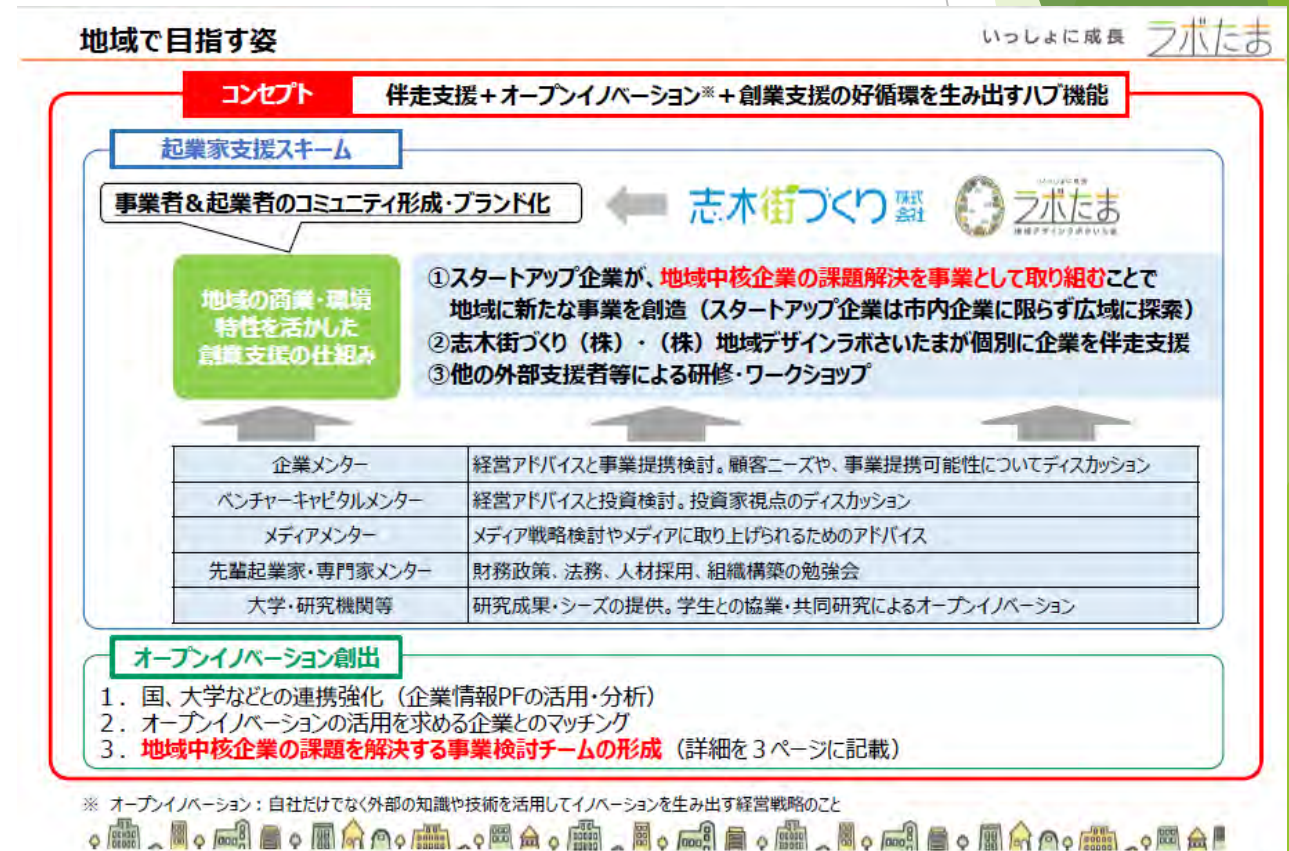 地域で目指す姿
いっしょに成長 ラボたま
コンセプト 伴走支援+オープンイノベーション※+創業支援の好循環を生み出すハブ機能
起業家支援スキーム
事業者&起業者のコミュニティ形成・ブランド化
志木街づくり 株式会社
ラボたま
地域の商業・環境
特性を活かした
創業支援の仕組み
①スタートアップ企業が、地域中核企業の課題解決を事業として取り組むことで
地域に新たな事業を創造（スタートアップ企業は市内企業に限らず広域に探索）
②志木街づくり（株）・（株）地域デザインラボさいたまが個別に企業を伴走支援
③他の外部支援者等による研修・ワークショップ
企業メンター 経営アドバイスと事業提携検討。顧客ニーズや、事業提携可能性についてディスカッション
ベンチャーキャピタルメンター 経営アドバイスと投資検討。投資家視点のディスカッション
メディアメンター メディア戦略検討やメディアに取り上げられるためのアドバイス
先輩起業家・専門家メンター 財務政策、法務、人材採用、組織構築の勉強会
大学・研究機関等 研究成果・シーズの提供。学生との協業・共同研究によるオープンイノベーション
オープンイノベーション創出
1．国、大学などとの連携強化（企業情報PFの活用・分析）
2．オープンイノベーションの活用を求める企業とのマッチング
3．地域中核企業の課題を解決する事業検討チームの形成（詳細を3ページに記載）
※ オープンイノベーション：自社だけでなく外部の知識や技術を活用してイノベーションを生み出す経営戦略のこと